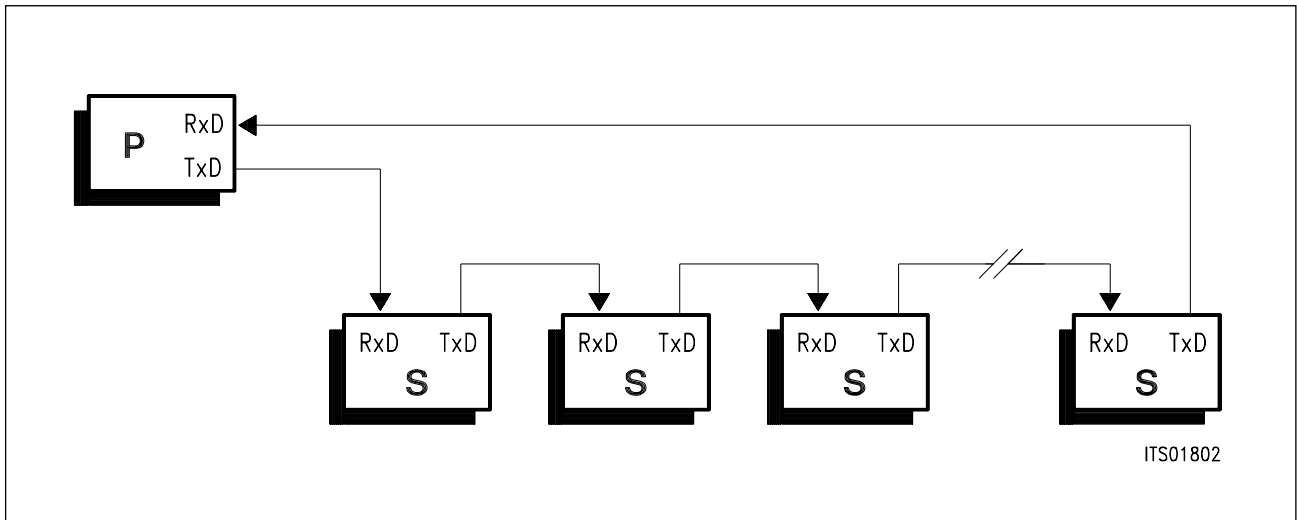 P
RxD
TxD
RxD TxD
S
RxD TxD
S
RxD TxD
S
RxD TxD
S
ITS01802